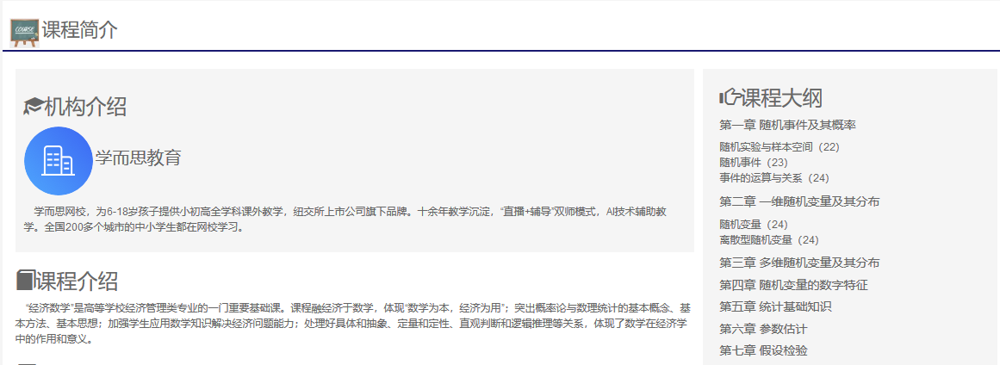 COURSE
课程简介
机构介绍
学而思教育
学而思网校，为6-18岁孩子提供小初高全学科课外教学，纽交所上市公司旗下品牌。十余年教学沉淀，“直播+辅导”双师模式，AI技术辅助教
学。全国200多个城市的中小学生都在网校学习。
课程介绍
“经济数学”是高等学校经济管理类专业的一门重要基础课。课程融经济于数学，体现“数学为本，经济为用”；突出概率论与数理统计的基本概念、基
本方法、基本思想；加强学生应用数学知识解决经济问题能力；处理好具体和抽象、定量和定性、直观判断和逻辑推理等关系，体现了数学在经济学
中的作用和意义。
课程大纲
第一章 随机事件及其概率
随机实验与样本空间（22）
随机事件（23）
事件的运算与关系（24）
第二章 一维随机变量及其分布
随机变量（24）
离散型随机变量（24）
第三章 多维随机变量及其分布
第四章 随机变量的数字特征
第五章 统计基础知识
第六章 参数估计
第七章 假设检验